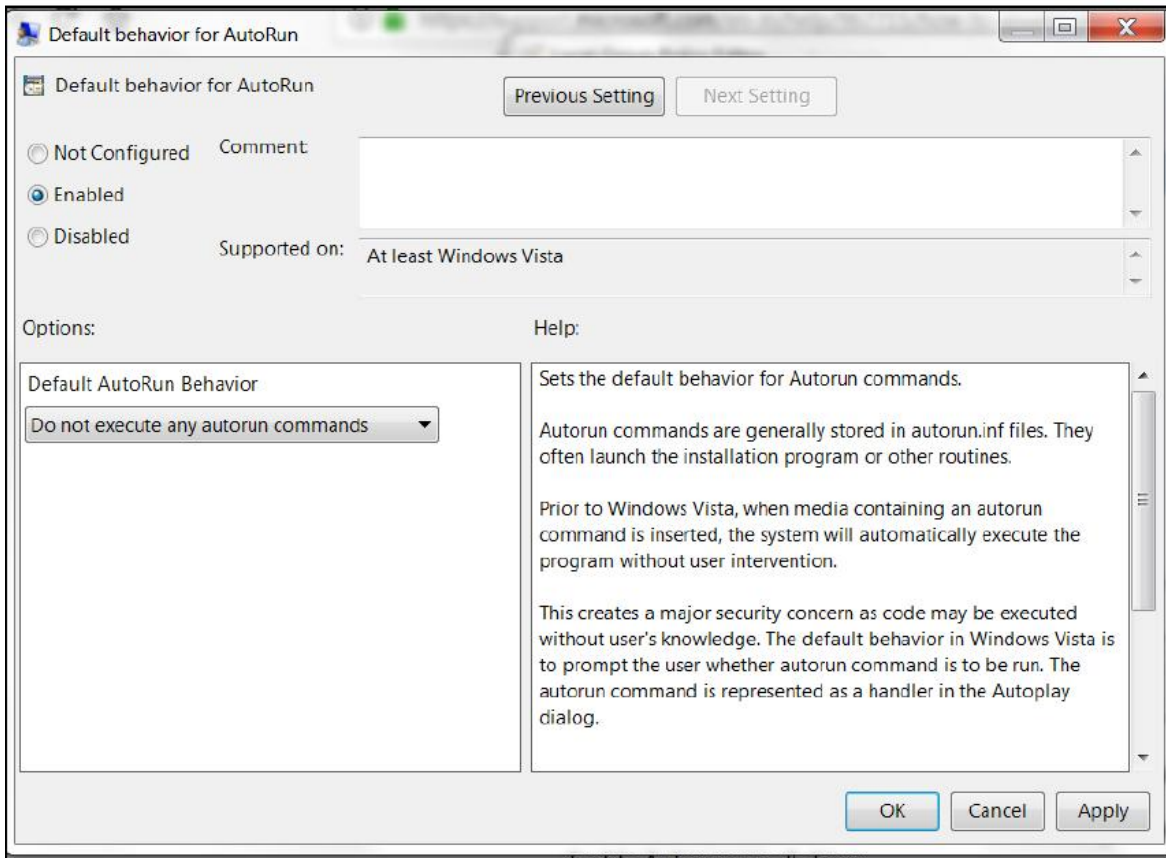 Default behavior for AutoRun
Default behavior for AutoRun
Previous Setting
Next Setting
Not Configured
Comment:
Enabled
Disabled
Supported on:
At least Windows Vista
Options:
Help:
Default AutoRun Behavior
Do not execute any autorun commands
Sets the default behavior for Autorun commands.
Autorun commands are generally stored in autorun.inf files. They
often launch the installation program or other routines.
Prior to Windows Vista, when media containing an autorun
command is inserted, the system will automatically execute the
program without user intervention.
This creates a major security concern as code may be executed
without user's knowledge. The default behavior in Windows Vista is
to prompt the user whether autorun command is to be run. The
autorun command is represented as a handler in the Autoplay
dialog.
OK
Cancel
Apply